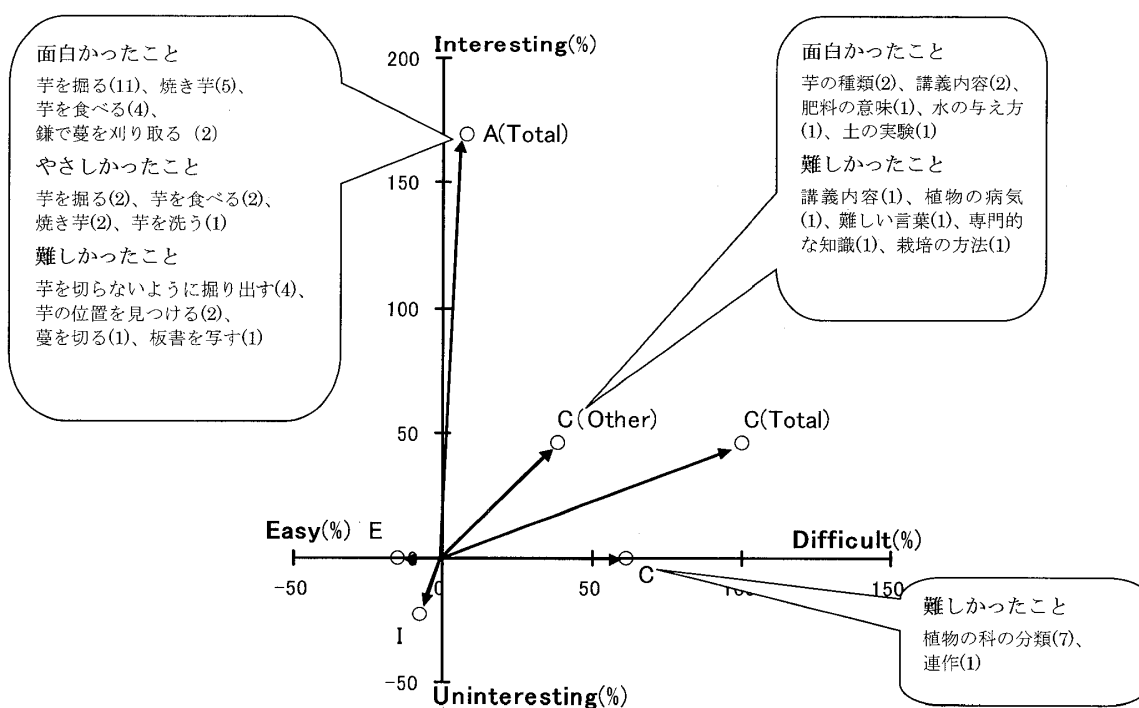 面白かったこと
芋を掘る(11)、焼き芋(5)、
芋を食べる(4)、
鎌で蔓を刈り取る (2)
やさしかったこと
芋を掘る(2)、芋を食べる(2)、
焼き芋(2)、芋を洗う(1)
難しかったこと
芋を切らないように掘り出す(4)、
芋の位置を見つける(2)、
蔓を切る(1)、板書を写す(1)
Interesting(%)
200
A(Total)
150
100
面白かったこと
芋の種類(2)、講義内容(2)、
肥料の意味(1)、水の与え方
(1)、土の実験(1)
難しかったこと
講義内容(1)、植物の病気
(1)、難しい言葉(1)、専門的
な知識(1)、栽培の方法(1)
C(Other)
C(Total)
50
Easy(%)
E
0
Difficult(%)
-50
0
50
C
100
150
I
難しかったこと
植物の科の分類(7)、
連作(1)
-50
Uninteresting(%)